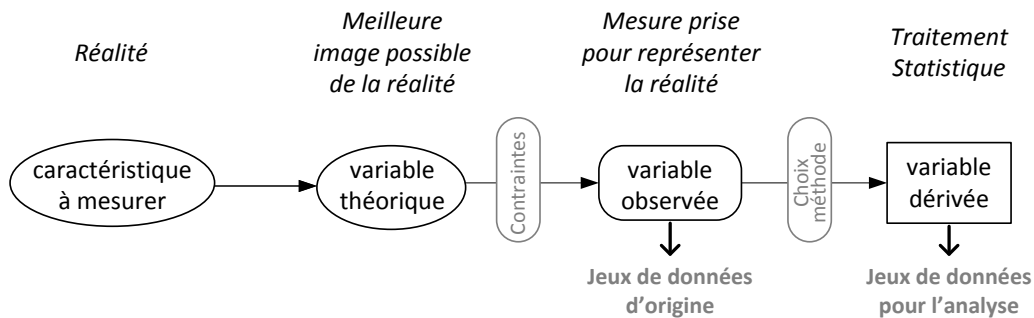 Réalité
Meilleure
image possible
de la réalité
Mesure prise
pour représenter
la réalité
Traitement
Statistique
caractéristique
à mesurer
variable
théorique
Contraintes
variable
observée
Choix
méthode
variable
dérivée
Jeux de données
d'origine
Jeux de données
pour l'analyse